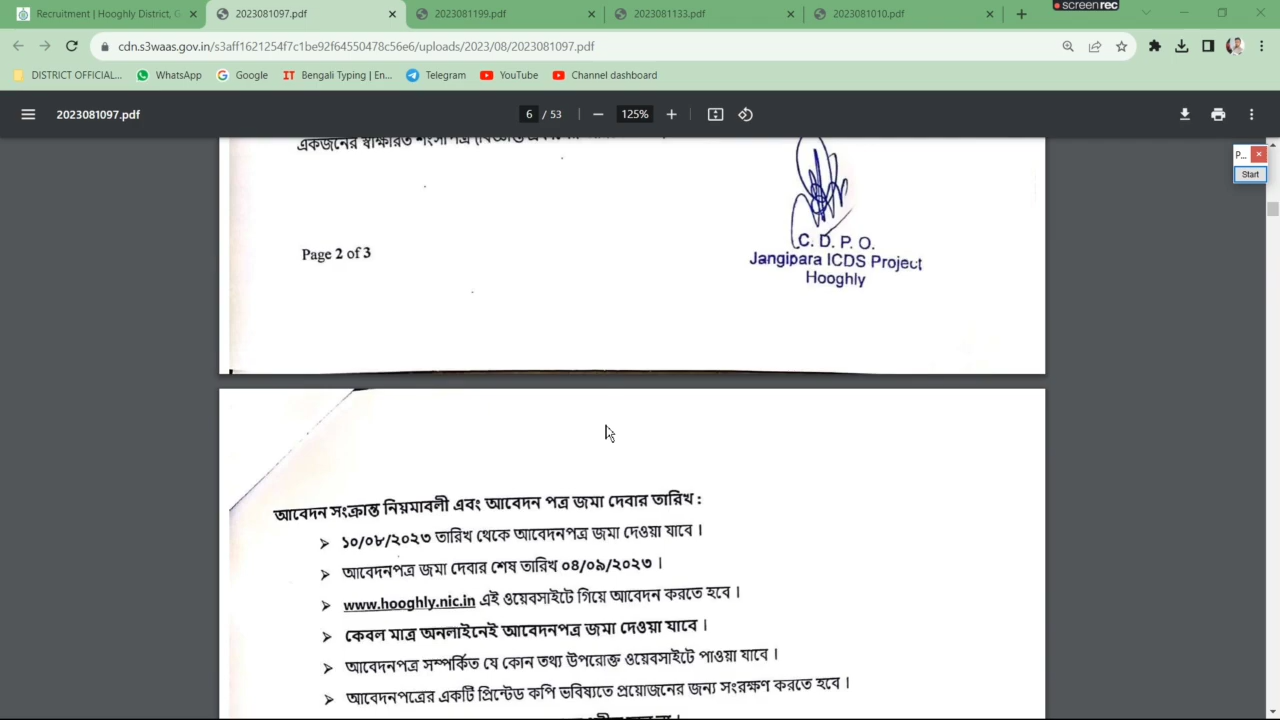 Recruitment | Hooghly District, G
2023081097.pdf
2023081199.pdf
2023081133.pdf
2023081010.pdf
screenrec
cdn.s3waas.gov.in/s3aff1621254f7c1be92f64550478c56e6/uploads/2023/08/2023081097.pdf
DISTRICT OFFICIAL...
WhatsApp
Google
IT Bengali Typing | En...
Telegram
YouTube
Channel dashboard
2023081097.pdf
6 / 53
125%
P...
Start
একজনের স্বাক্ষরিত শংসাপত্র
Page 2 of 3
C. D. P. O.
Jangipara ICDS Project
Hooghly
আবেদন সংক্রান্ত নিয়মাবলী এবং আবেদন পত্র জমা দেবার তারিখ :
➢ ১০/০৮/২০২৩ তারিখ থেকে আবেদনপত্র জমা দেওয়া যাবে ।
➢ আবেদনপত্র জমা দেবার শেষ তারিখ ০৪/০৯/২০২৩ ।
➢ www.hooghly.nic.in এই ওয়েবসাইটে গিয়ে আবেদন করতে হবে ।
➢ কেবল মাত্র অনলাইনেই আবেদনপত্র জমা দেওয়া যাবে ।
➢ আবেদনপত্র সম্পর্কিত যে কোন তথ্য উপরোক্ত ওয়েবসাইটে পাওয়া যাবে ।
➢ আবেদনপত্রের একটি প্রিন্টেড কপি ভবিষ্যতে প্রয়োজনের জন্য সংরক্ষণ করতে হবে ।